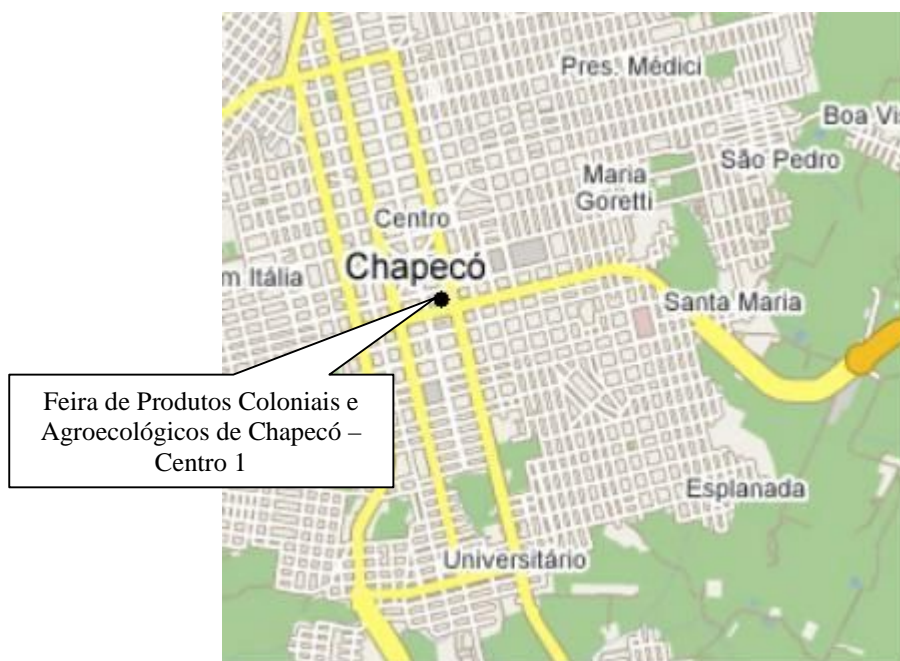 Pres. Médici
Boa Vis
São Pedro
Maria
Goretti
Centro
Chapecó
m Itália
Santa Maria
Feira de Produtos Coloniais e
Agroecológicos de Chapecó –
Centro 1
Esplanada
Universitário